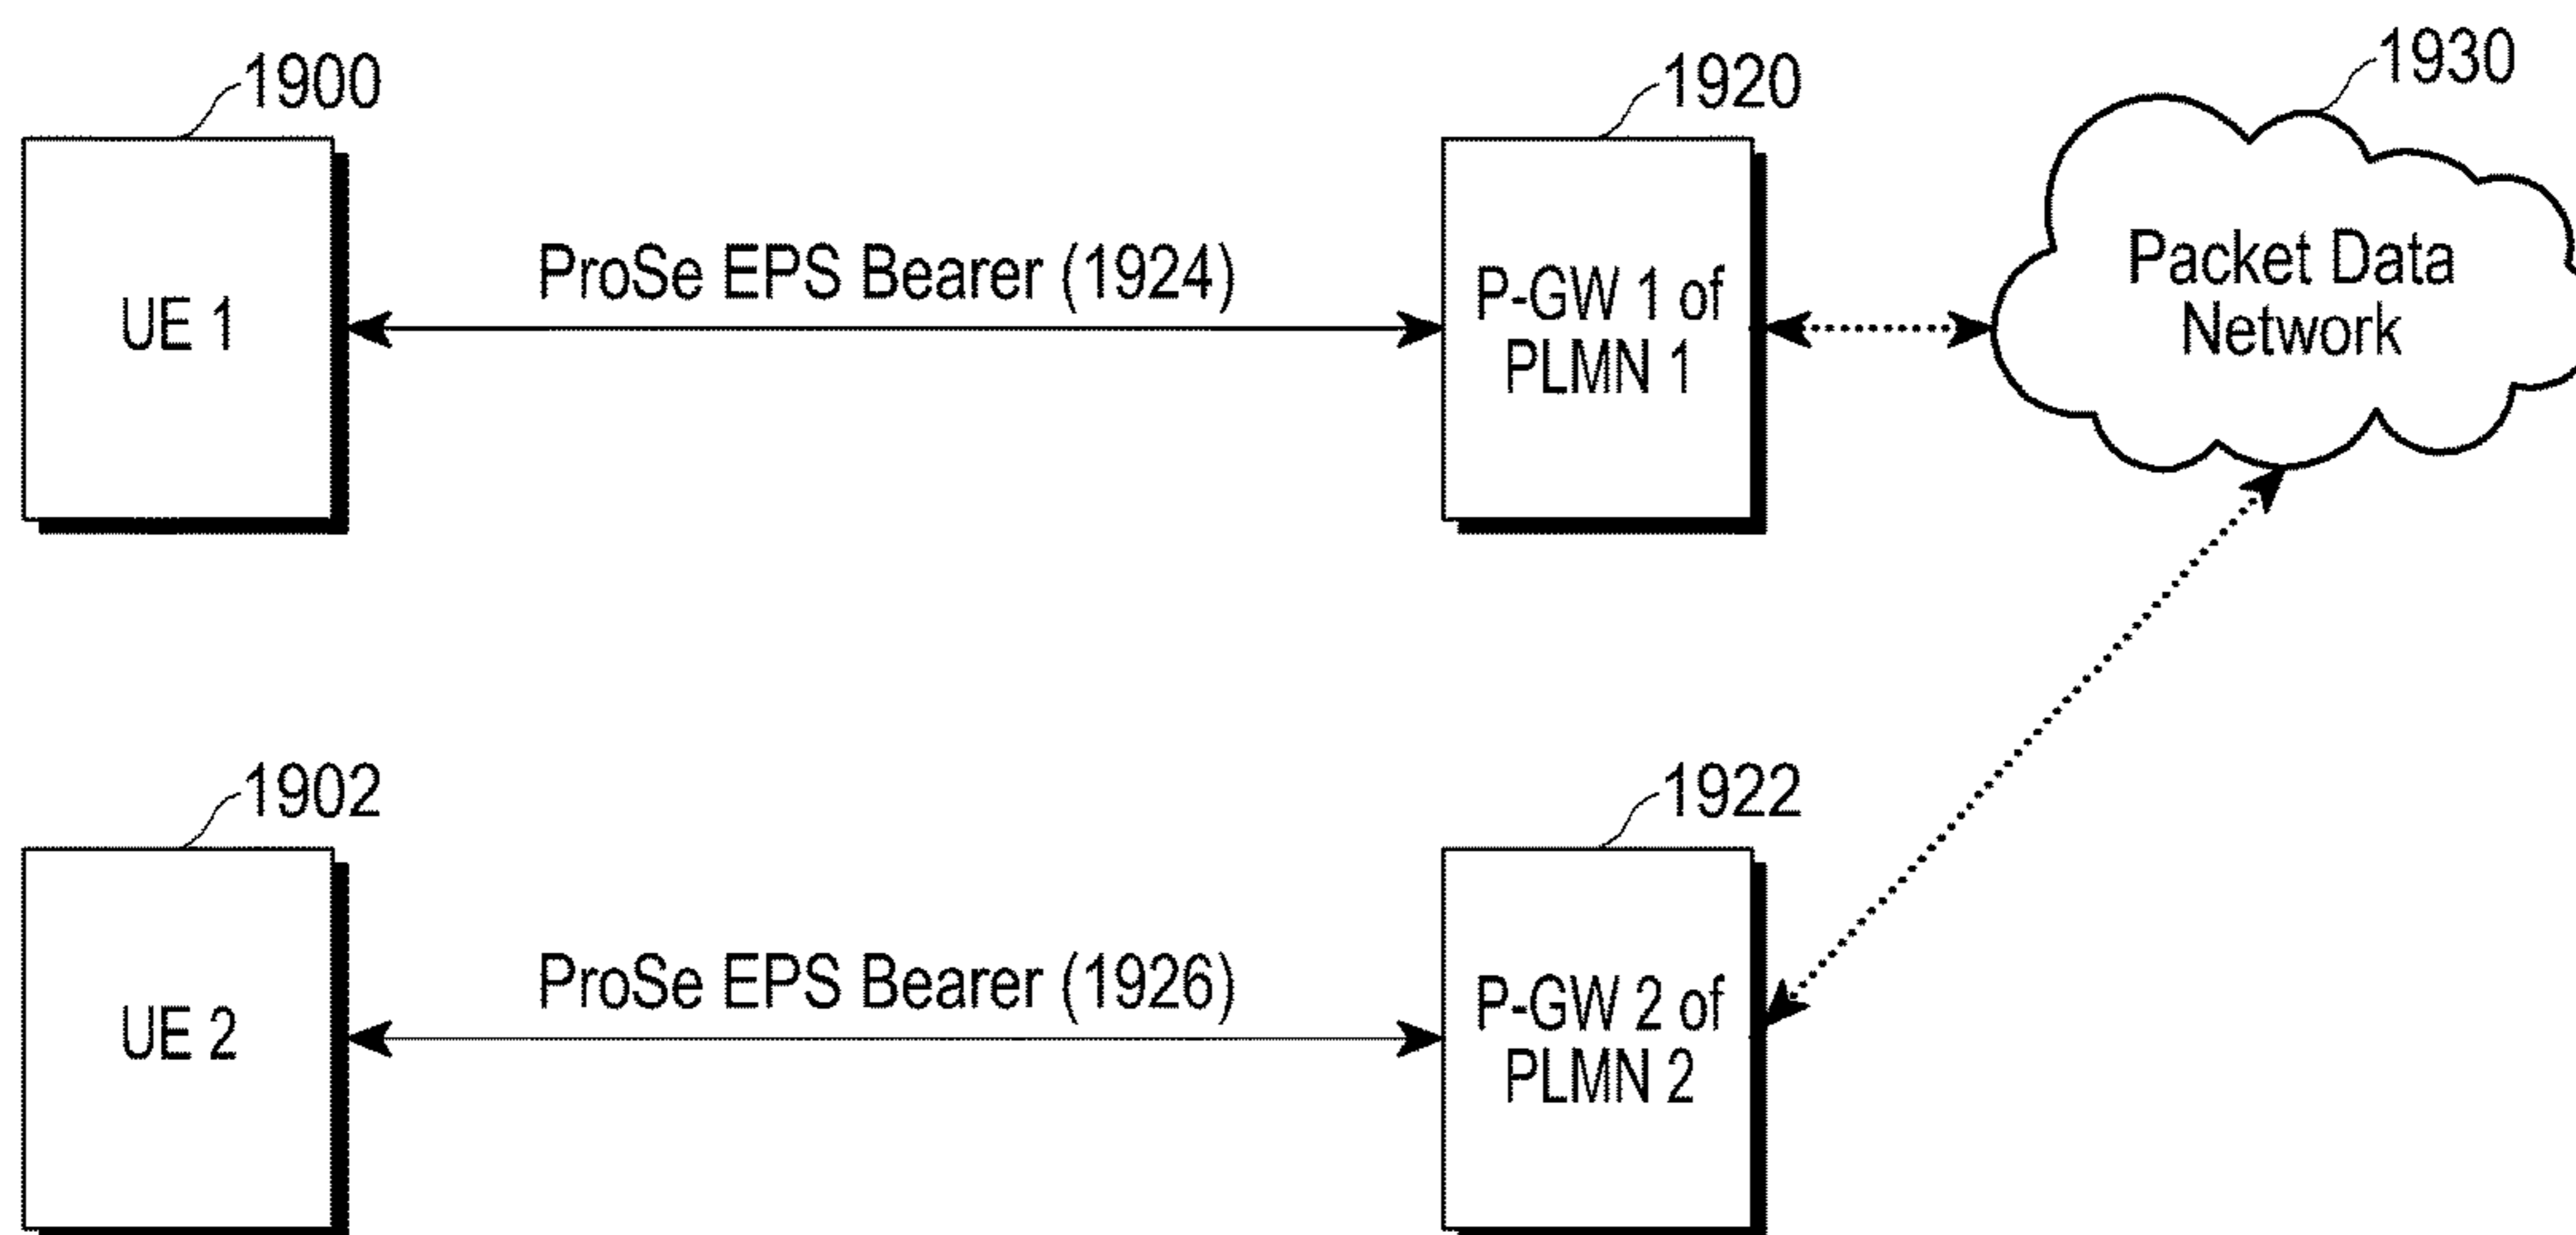 1900
1920
1930
UE 1
ProSe EPS Bearer (1924)
P-GW 1 of
PLMN 1
Packet Data
Network
1902
1922
UE 2
ProSe EPS Bearer (1926)
P-GW 2 of
PLMN 2